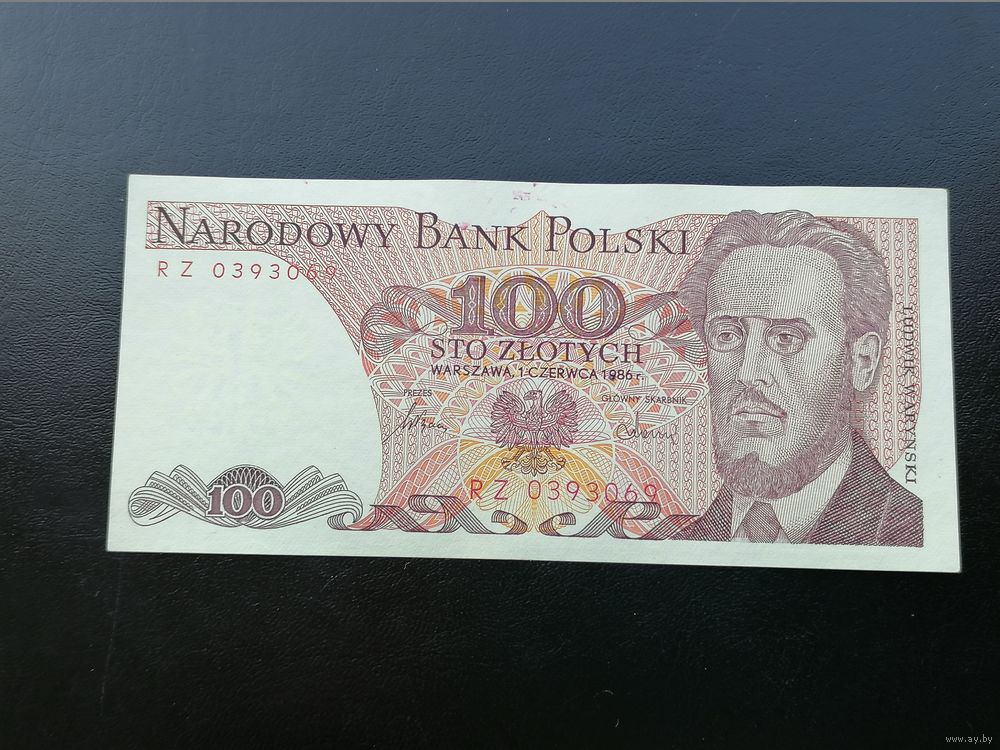 NARODOWY BANK POLSKI
RZ 0393069
100
STO ZŁOTYCH
WARSZAWA, 1 CZERWCA 1986 r.
PREZES
GŁÓWNY SKARBNIK
LUDWIK WARYŃSKI
RZ 0393069
100
www.ay.by